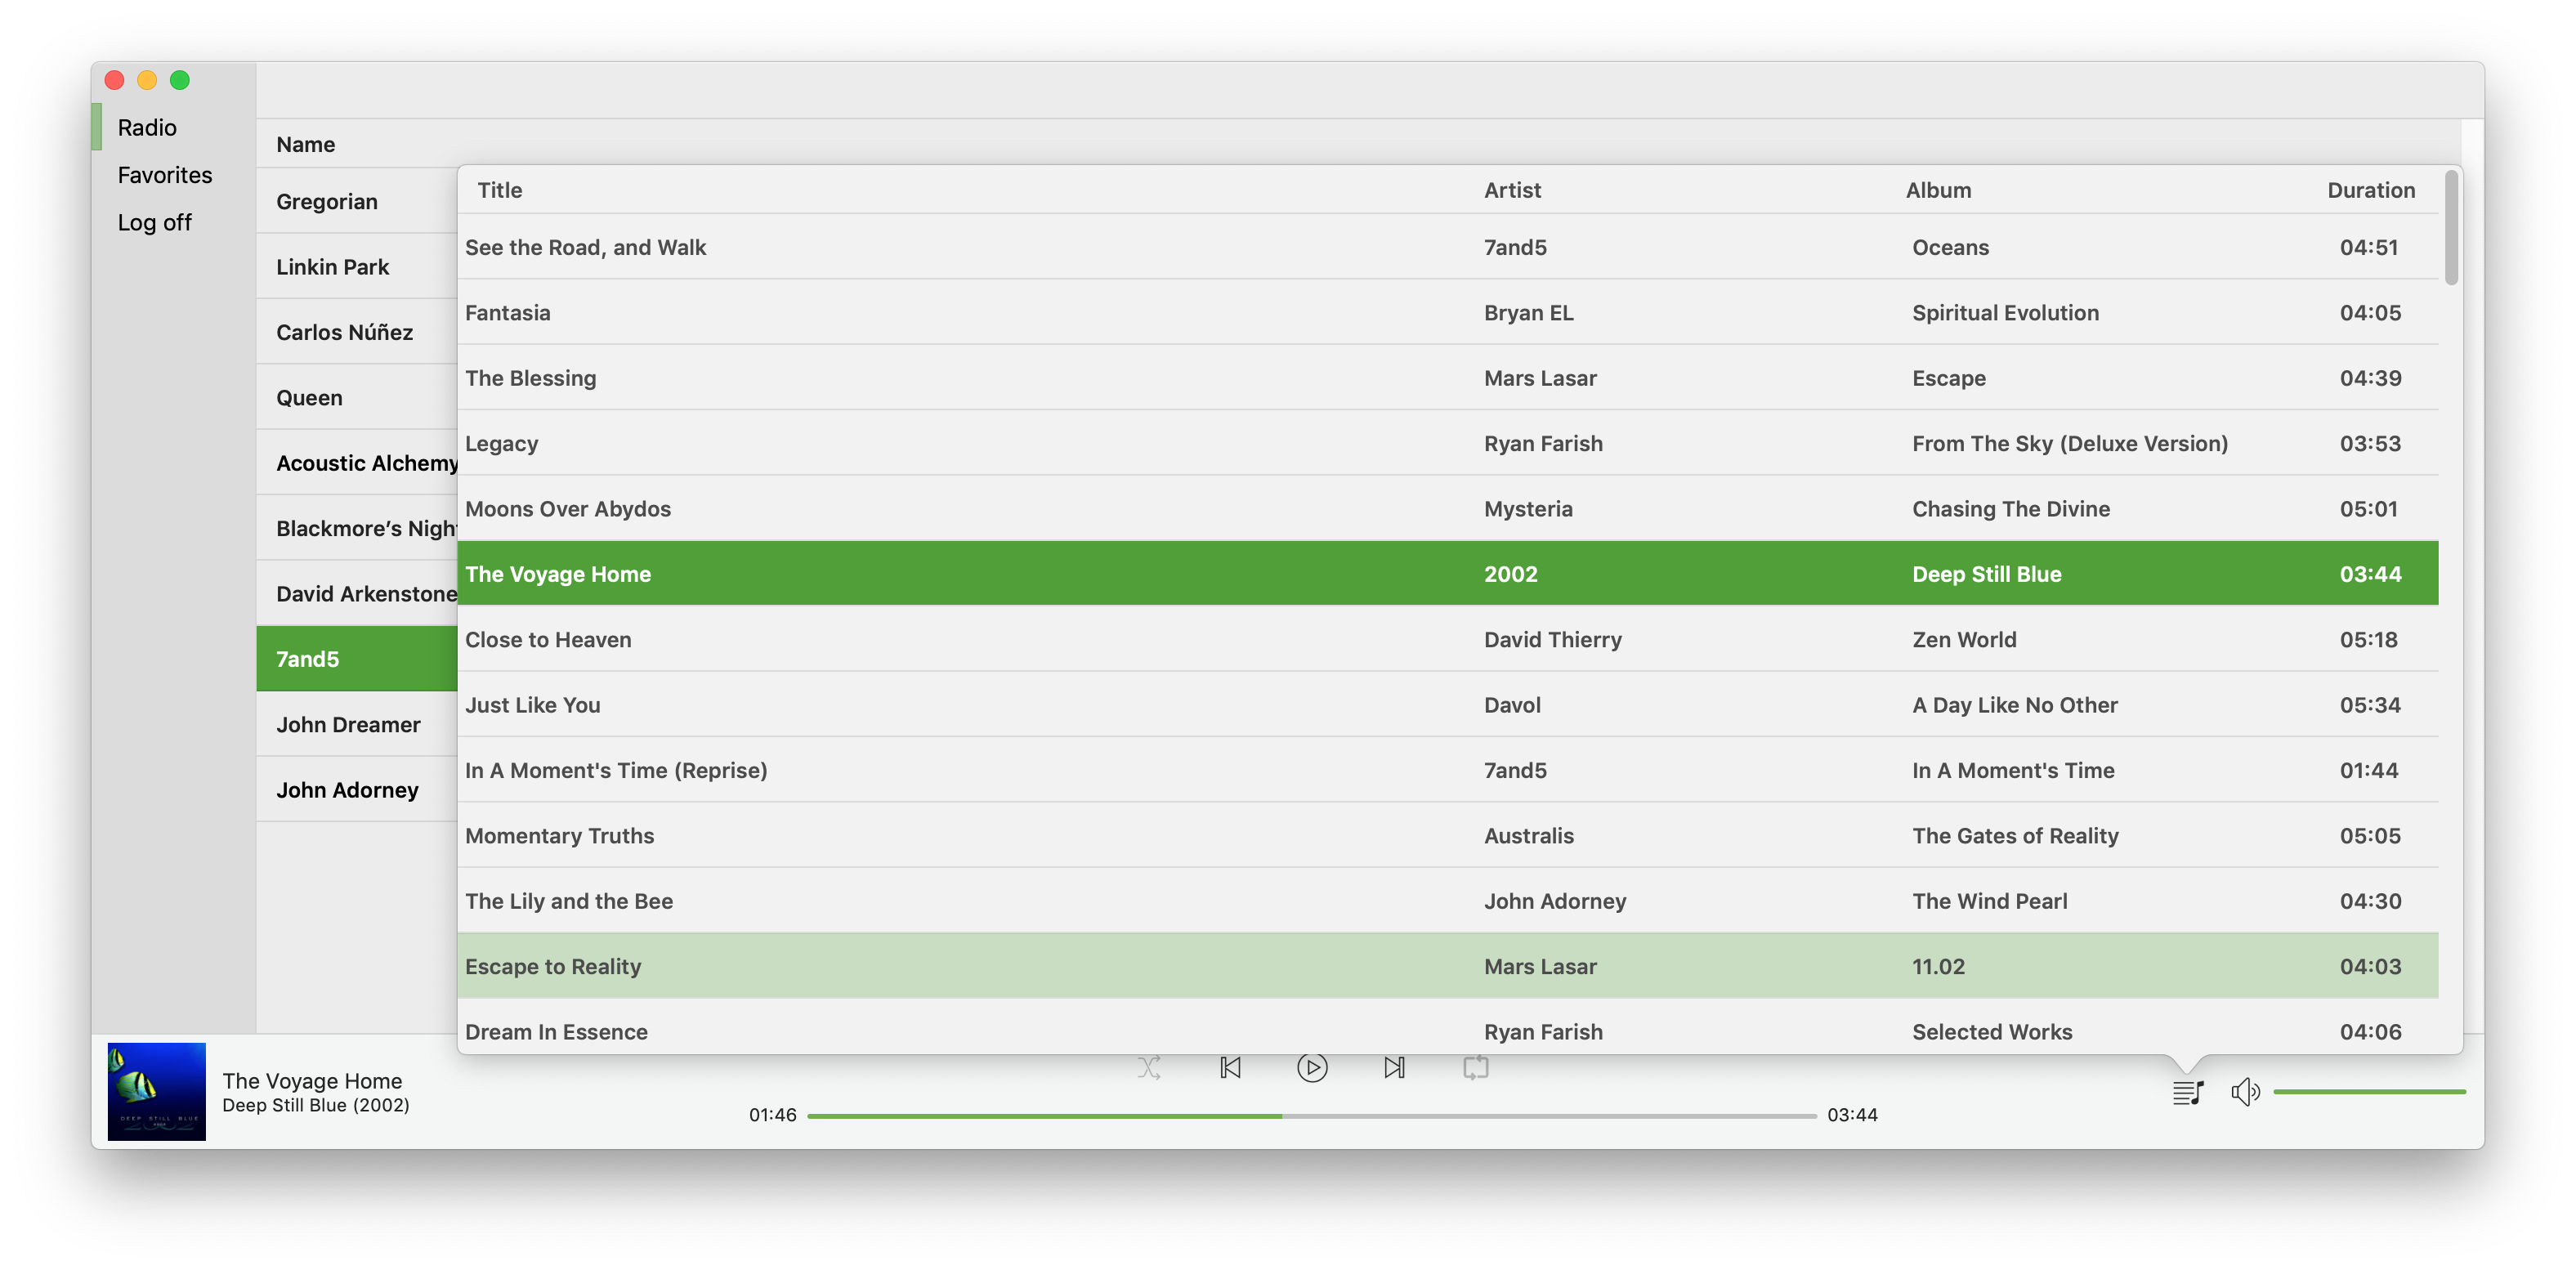 Radio
Favorites
Log off
Name
Gregorian
Linkin Park
Carlos Núñez
Queen
Acoustic Alchemy
Blackmore’s Nigh
David Arkenstone
7and5
John Dreamer
John Adorney
Title Artist Album Duration
See the Road, and Walk 7and5 Oceans 04:51
Fantasia Bryan EL Spiritual Evolution 04:05
The Blessing Mars Lasar Escape 04:39
Legacy Ryan Farish From The Sky (Deluxe Version) 03:53
Moons Over Abydos Mysteria Chasing The Divine 05:01
The Voyage Home 2002 Deep Still Blue 03:44
Close to Heaven David Thierry Zen World 05:18
Just Like You Davol A Day Like No Other 05:34
In A Moment's Time (Reprise) 7and5 In A Moment's Time 01:44
Momentary Truths Australis The Gates of Reality 05:05
The Lily and the Bee John Adorney The Wind Pearl 04:30
Escape to Reality Mars Lasar 11.02 04:03
Dream In Essence Ryan Farish Selected Works 04:06
DEEP STILL BLUE
2002
The Voyage Home
Deep Still Blue (2002)
01:46 03:44